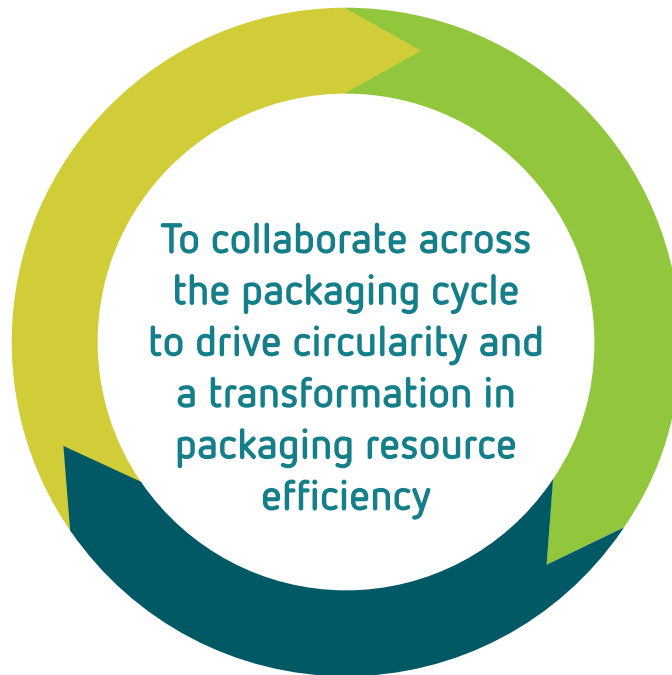 To collaborate across
the packaging cycle
to drive circularity and
a transformation in
packaging resource
efficiency